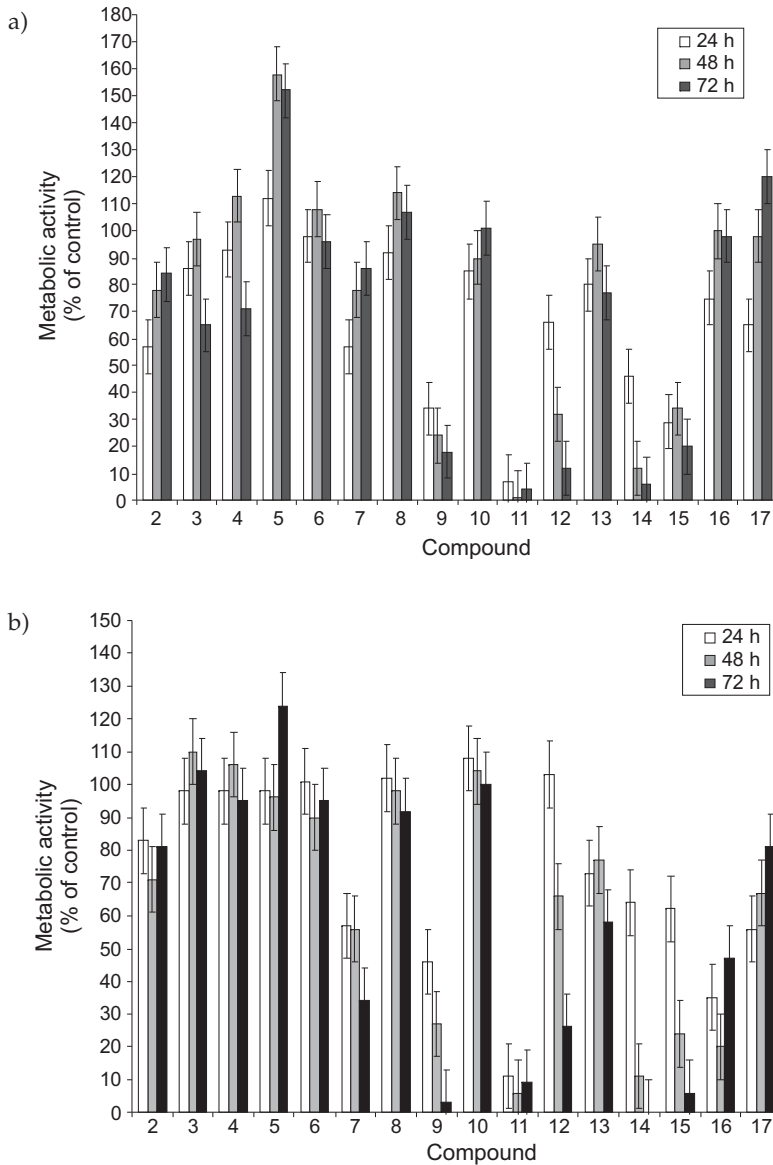 a)
180
170
160
150
140
130
120
110
100
90
80
70
60
50
40
30
20
10
0
Metabolic activity
(% of control)
24 h
48 h
72 h
2 3 4 5 6 7 8 9 10 11 12 13 14 15 16 17
Compound
b)
150
140
130
120
110
100
90
80
70
60
50
40
30
20
10
0
Metabolic activity
(% of control)
24 h
48 h
72 h
2 3 4 5 6 7 8 9 10 11 12 13 14 15 16 17
Compound